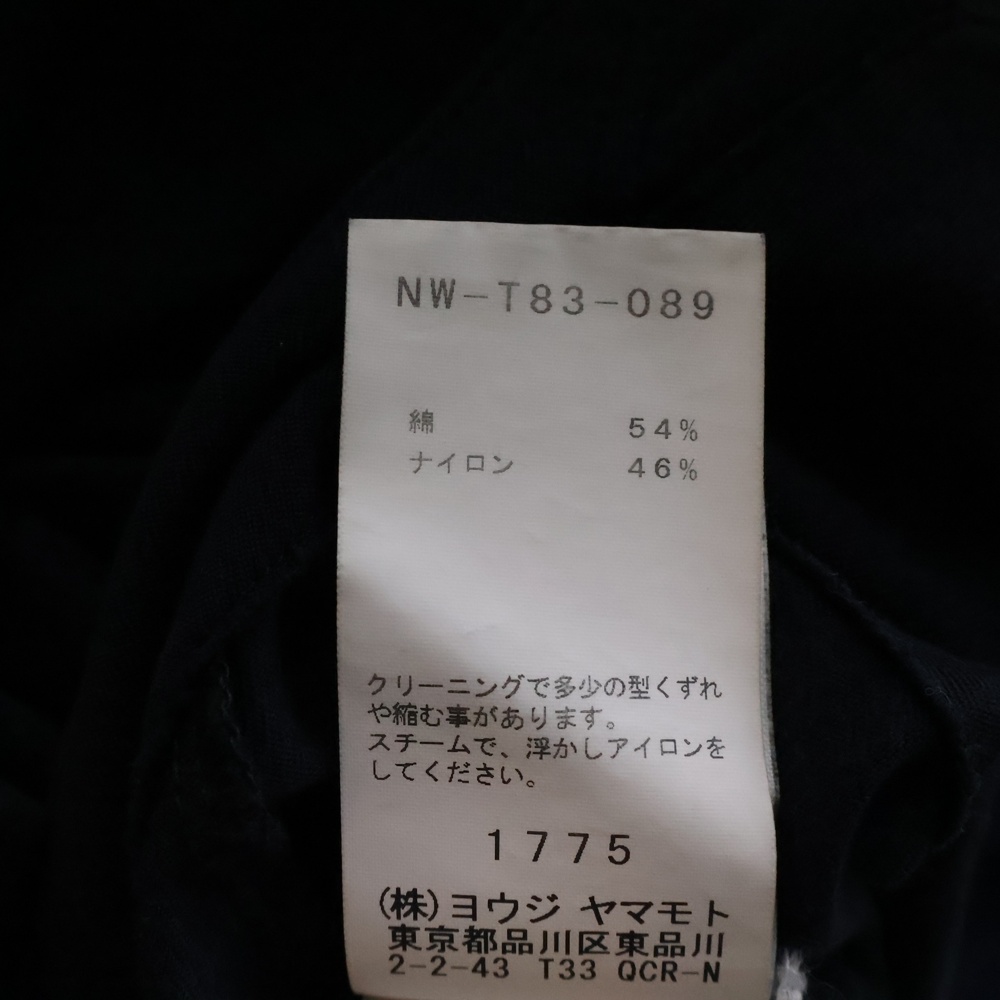 NW-T83-089
綿 54%
ナイロン 46%
クリーニングで多少の型くずれ
や縮む事があります。
スチームで、浮かしアイロンを
してください。
1775
(株)ヨウジ ヤマモト
東京都品川区東品川
2-2-43 T33 QCR-N